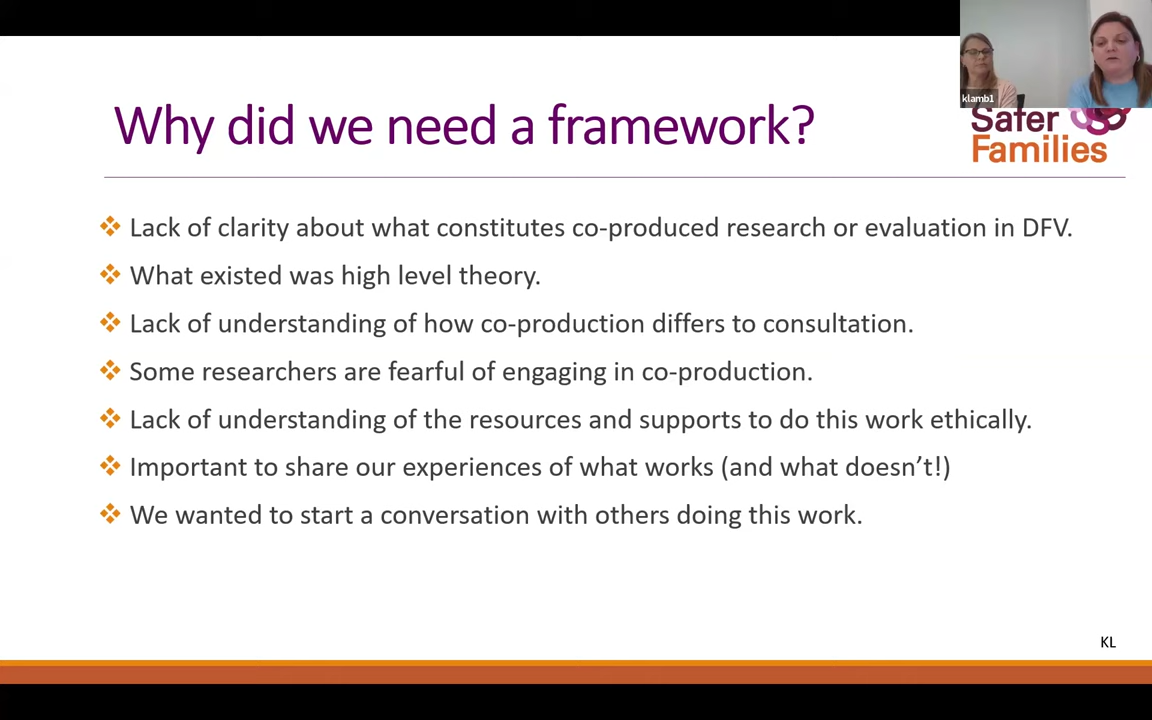 klamb1
Safer
Families
Why did we need a framework?
Lack of clarity about what constitutes co-produced research or evaluation in DFV.
What existed was high level theory.
Lack of understanding of how co-production differs to consultation.
Some researchers are fearful of engaging in co-production.
Lack of understanding of the resources and supports to do this work ethically.
Important to share our experiences of what works (and what doesn’t!)
We wanted to start a conversation with others doing this work.
KL